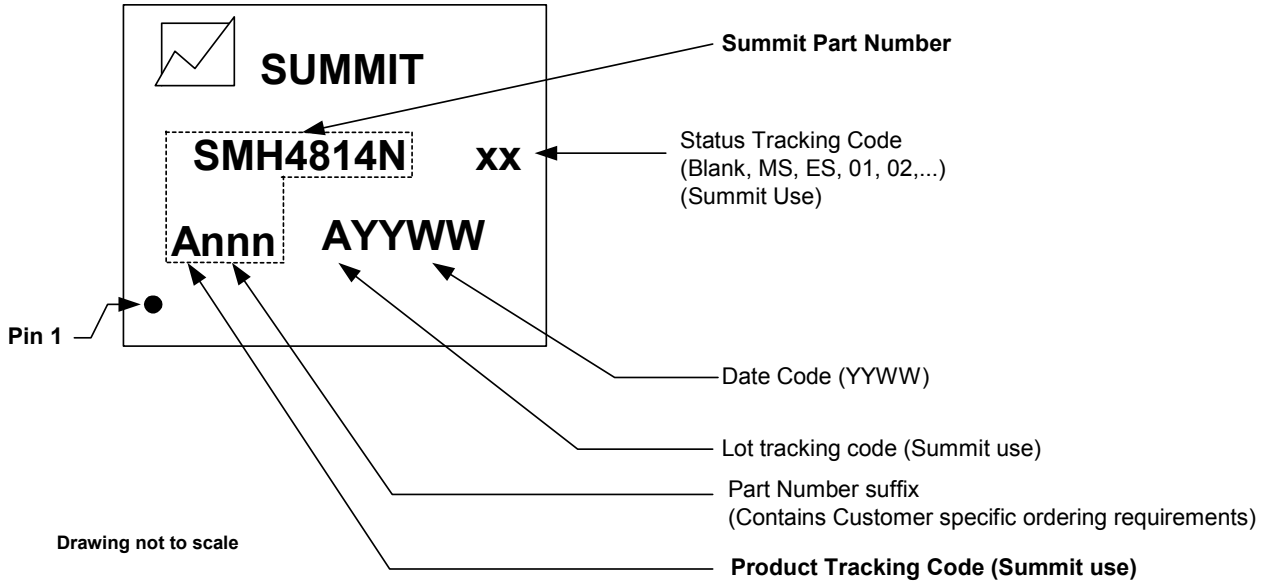 SUMMIT
SMH4814N xx
Annn AYYWW
Pin 1
Summit Part Number
Status Tracking Code
(Blank, MS, ES, 01, 02,...)
(Summit Use)
Date Code (YYWW)
Lot tracking code (Summit use)
Part Number suffix
(Contains Customer specific ordering requirements)
Drawing not to scale
Product Tracking Code (Summit use)